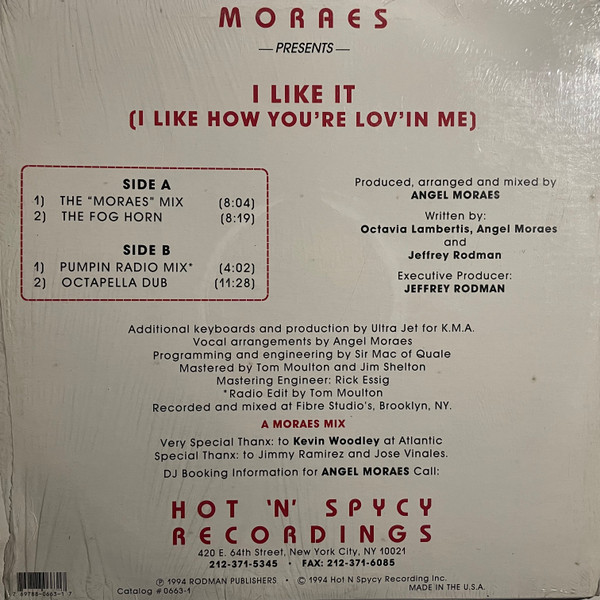 MORAES
— PRESENTS —
I LIKE IT
(I LIKE HOW YOU'RE LOV'IN ME)
SIDE A
1) THE "MORAES" MIX (8:04)
2) THE FOG HORN (8:19)
SIDE B
1) PUMPIN RADIO MIX* (4:02)
2) OCTAPELLA DUB (11:28)
Produced, arranged and mixed by
ANGEL MORAES
Written by:
Octavia Lambertis, Angel Moraes
and
Jeffrey Rodman
Executive Producer:
JEFFREY RODMAN
Additional keyboards and production by Ultra Jet for K.M.A.
Vocal arrangements by Angel Moraes
Programming and engineering by Sir Mac of Quale
Mastered by Tom Moulton and Jim Shelton
Mastering Engineer: Rick Essig
*Radio Edit by Tom Moulton
Recorded and mixed at Fibre Studio's, Brooklyn, NY.
A MORAES MIX
Very Special Thanx: to Kevin Woodley at Atlantic
Special Thanx: to Jimmy Ramirez and Jose Vinales.
DJ Booking Information for ANGEL MORAES Call:
HOT 'N' SPYCY
RECORDINGS
420 E. 64th Street, New York City, NY 10021
212-371-5345 • FAX: 212-371-6085
7 69788-0663-1 7
Ⓟ 1994 RODMAN PUBLISHERS • © 1994 Hot N Spycy Recording Inc.
Catalog # 0663-1
MADE IN THE U.S.A.